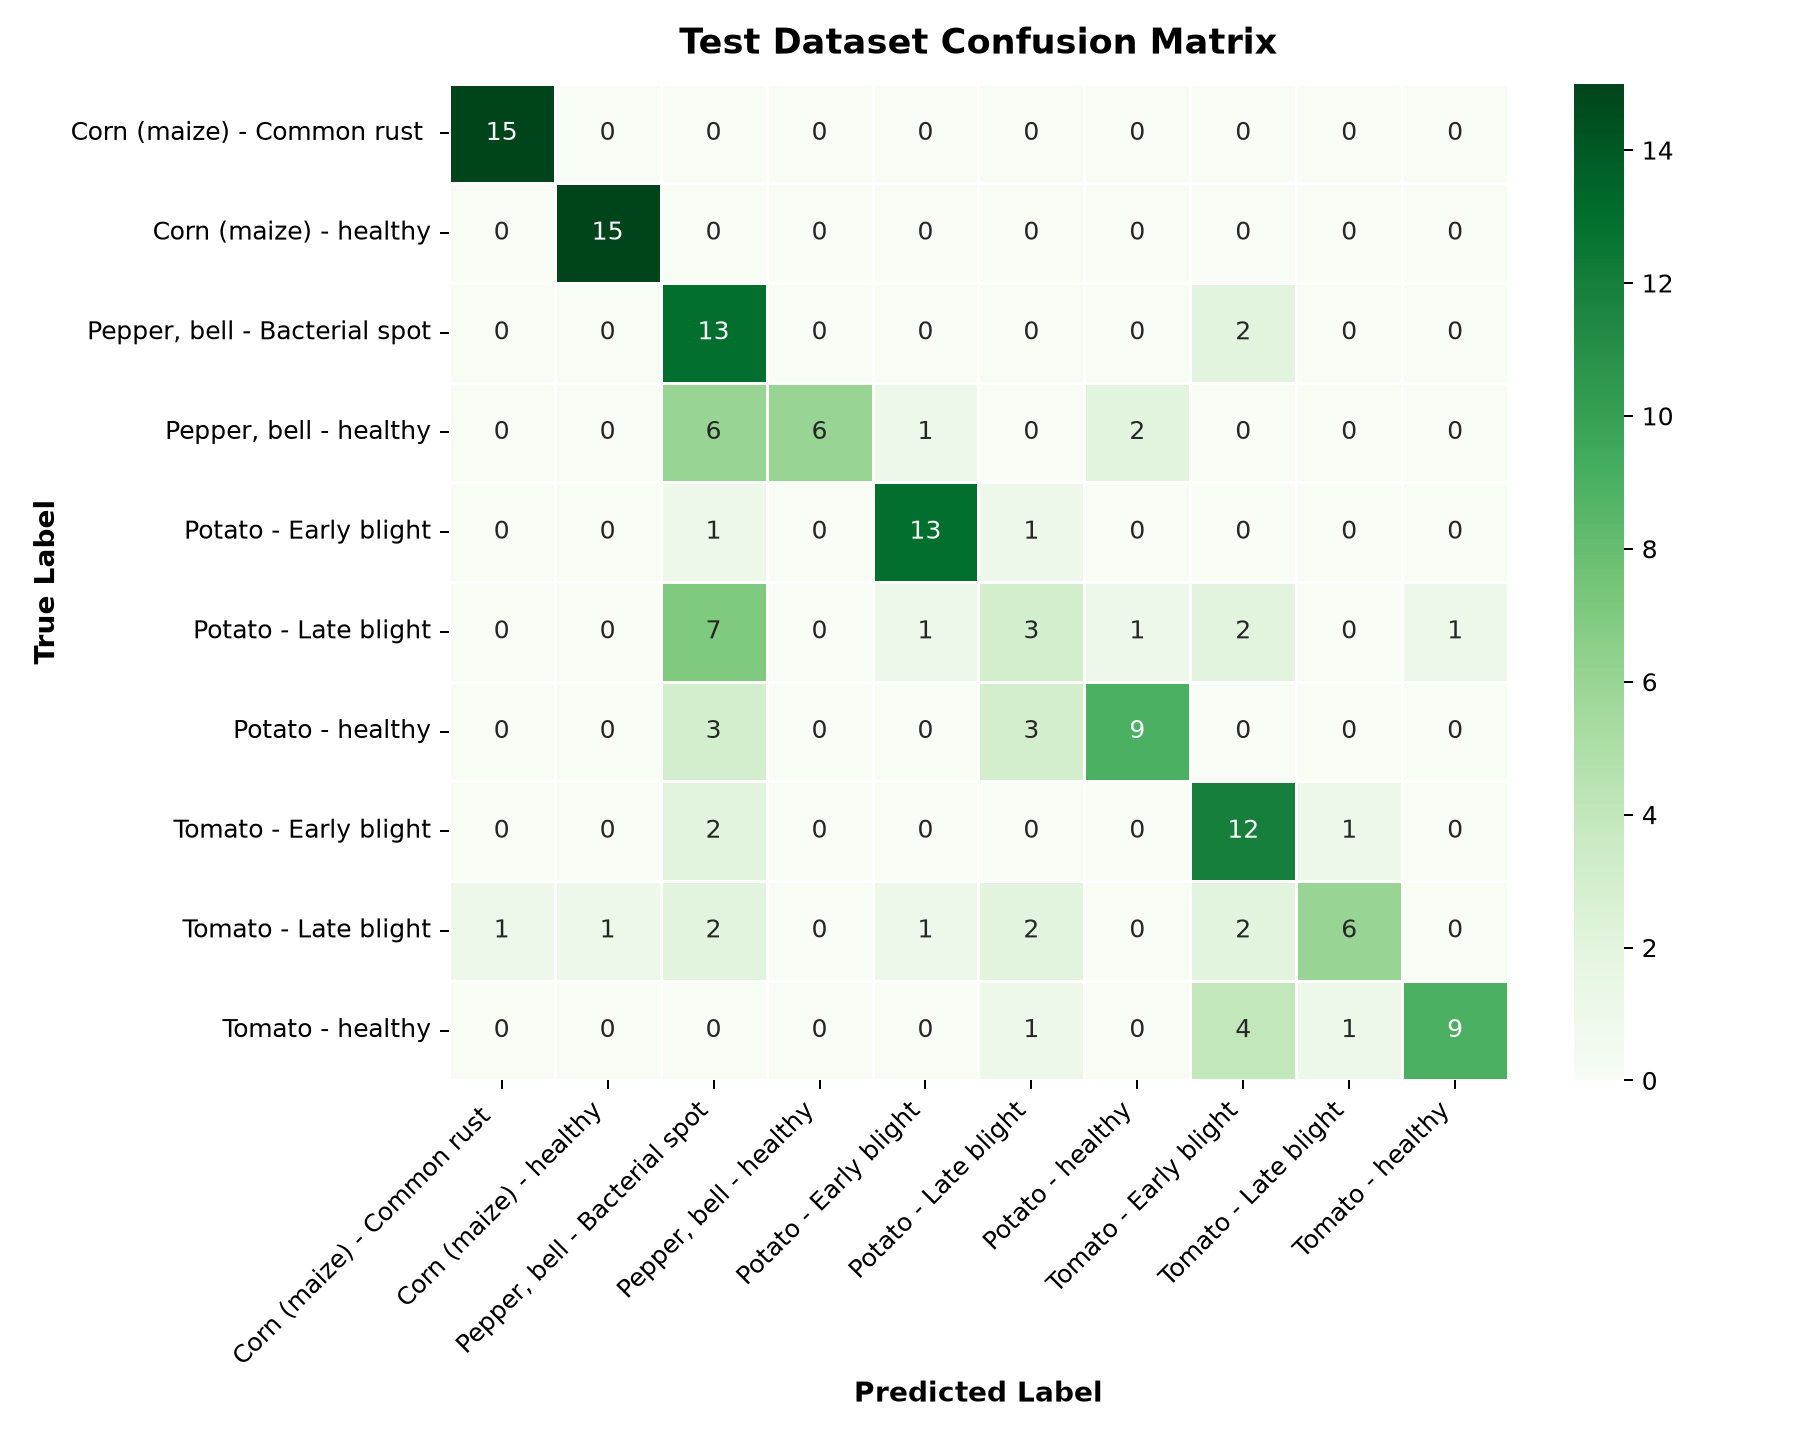 Test Dataset Confusion Matrix
True Label
Corn (maize) - Common rust 15 0 0 0 0 0 0 0 0 0
Corn (maize) - healthy 0 15 0 0 0 0 0 0 0 0
Pepper, bell - Bacterial spot 0 0 13 0 0 0 0 2 0 0
Pepper, bell - healthy 0 0 6 6 1 0 2 0 0 0
Potato - Early blight 0 0 1 0 13 1 0 0 0 0
Potato - Late blight 0 0 7 0 1 3 1 2 0 1
Potato - healthy 0 0 3 0 0 3 9 0 0 0
Tomato - Early blight 0 0 2 0 0 0 0 12 1 0
Tomato - Late blight 1 1 2 0 1 2 0 2 6 0
Tomato - healthy 0 0 0 0 0 1 0 4 1 9
Corn (maize) - Common rust
Corn (maize) - healthy
Pepper, bell - Bacterial spot
Pepper, bell - healthy
Potato - Early blight
Potato - Late blight
Potato - healthy
Tomato - Early blight
Tomato - Late blight
Tomato - healthy
Predicted Label
14
12
10
8
6
4
2
0